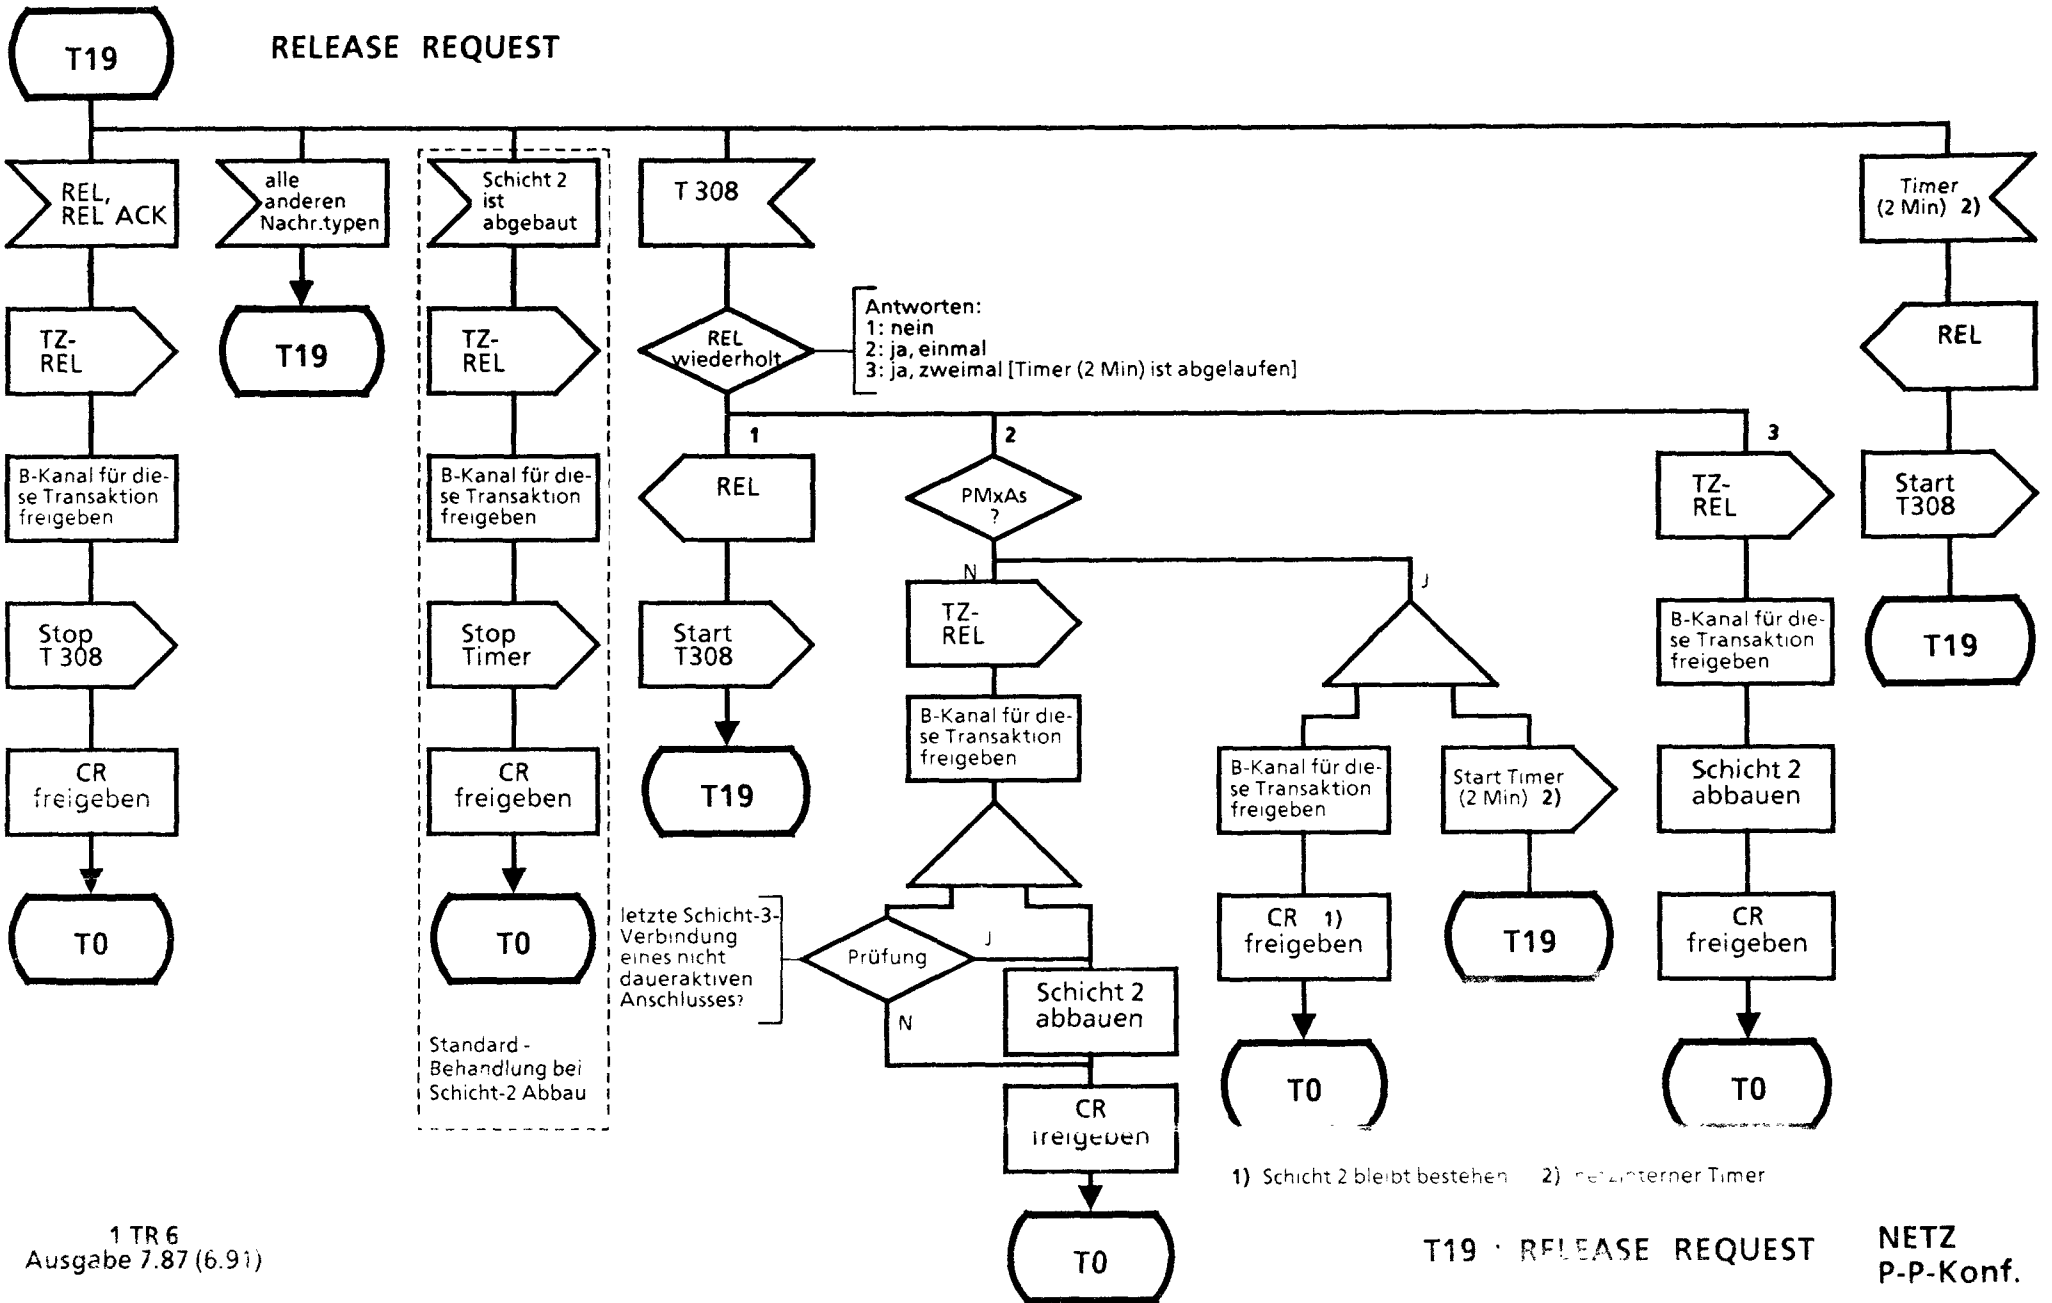 T19
RELEASE REQUEST
REL,
REL ACK
alle
anderen
Nachr.typen
Schicht 2
ist
abgebaut
T 308
Timer
(2 Min) 2)
TZ-
REL
T19
TZ-
REL
REL
wiederholt
Antworten:
1: nein
2: ja, einmal
3: ja, zweimal [Timer (2 Min) ist abgelaufen]
REL
1
2
3
B-Kanal für die-
se Transaktion
freigeben
B-Kanal für die-
se Transaktion
freigeben
REL
PMxAs
?
TZ-
REL
Start
T308
N
J
Stop
T 308
Stop
Timer
Start
T308
TZ-
REL
B-Kanal für die-
se Transaktion
freigeben
T19
B-Kanal für die-
se Transaktion
freigeben
CR
freigeben
CR
freigeben
T19
B-Kanal für die-
se Transaktion
freigeben
Start Timer
(2 Min) 2)
Schicht 2
abbauen
T0
T0
letzte Schicht-3-
Verbindung
eines nicht
daueraktiven
Anschlusses?
Prüfung
J
N
Schicht 2
abbauen
CR 1)
freigeben
T19
CR
freigeben
Standard-
Behandlung bei
Schicht-2 Abbau
CR
freigeben
T0
T0
1) Schicht 2 bleibt bestehen 2) netzinterner Timer
T0
1 TR 6
Ausgabe 7.87 (6.91)
T19 : RELEASE REQUEST
NETZ
P-P-Konf.